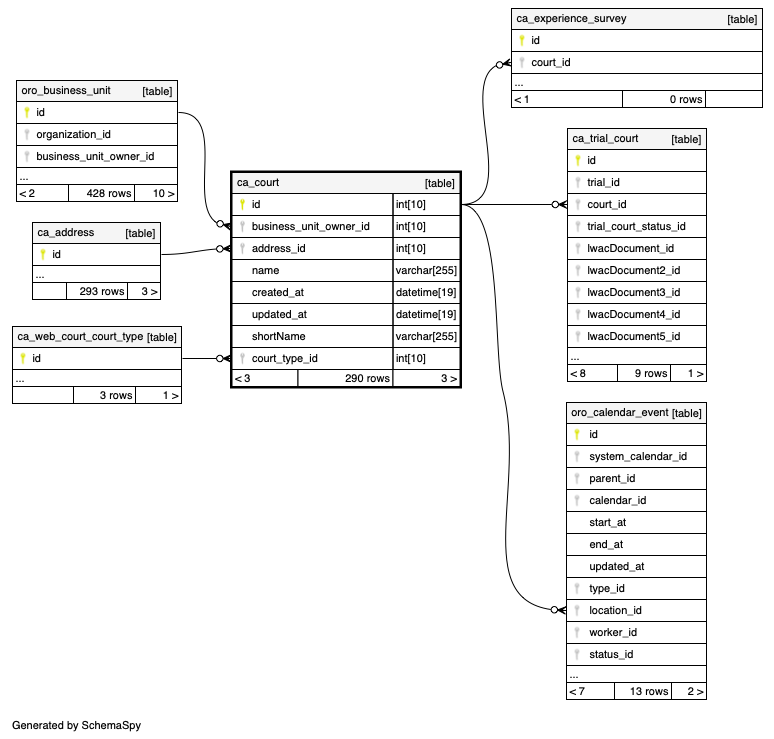 ca_experience_survey [table]
id
court_id
...
< 1 0 rows
oro_business_unit [table]
id
organization_id
business_unit_owner_id
...
< 2 428 rows 10 >
ca_address [table]
id
...
293 rows 3 >
ca_web_court_court_type [table]
id
...
3 rows 1 >
ca_court [table]
id int[10]
business_unit_owner_id int[10]
address_id int[10]
name varchar[255]
created_at datetime[19]
updated_at datetime[19]
shortName varchar[255]
court_type_id int[10]
< 3 290 rows 3 >
ca_trial_court [table]
id
trial_id
court_id
trial_court_status_id
lwacDocument_id
lwacDocument2_id
lwacDocument3_id
lwacDocument4_id
lwacDocument5_id
...
< 8 9 rows 1 >
oro_calendar_event [table]
id
system_calendar_id
parent_id
calendar_id
start_at
end_at
updated_at
type_id
location_id
worker_id
status_id
...
< 7 13 rows 2 >
Generated by SchemaSpy